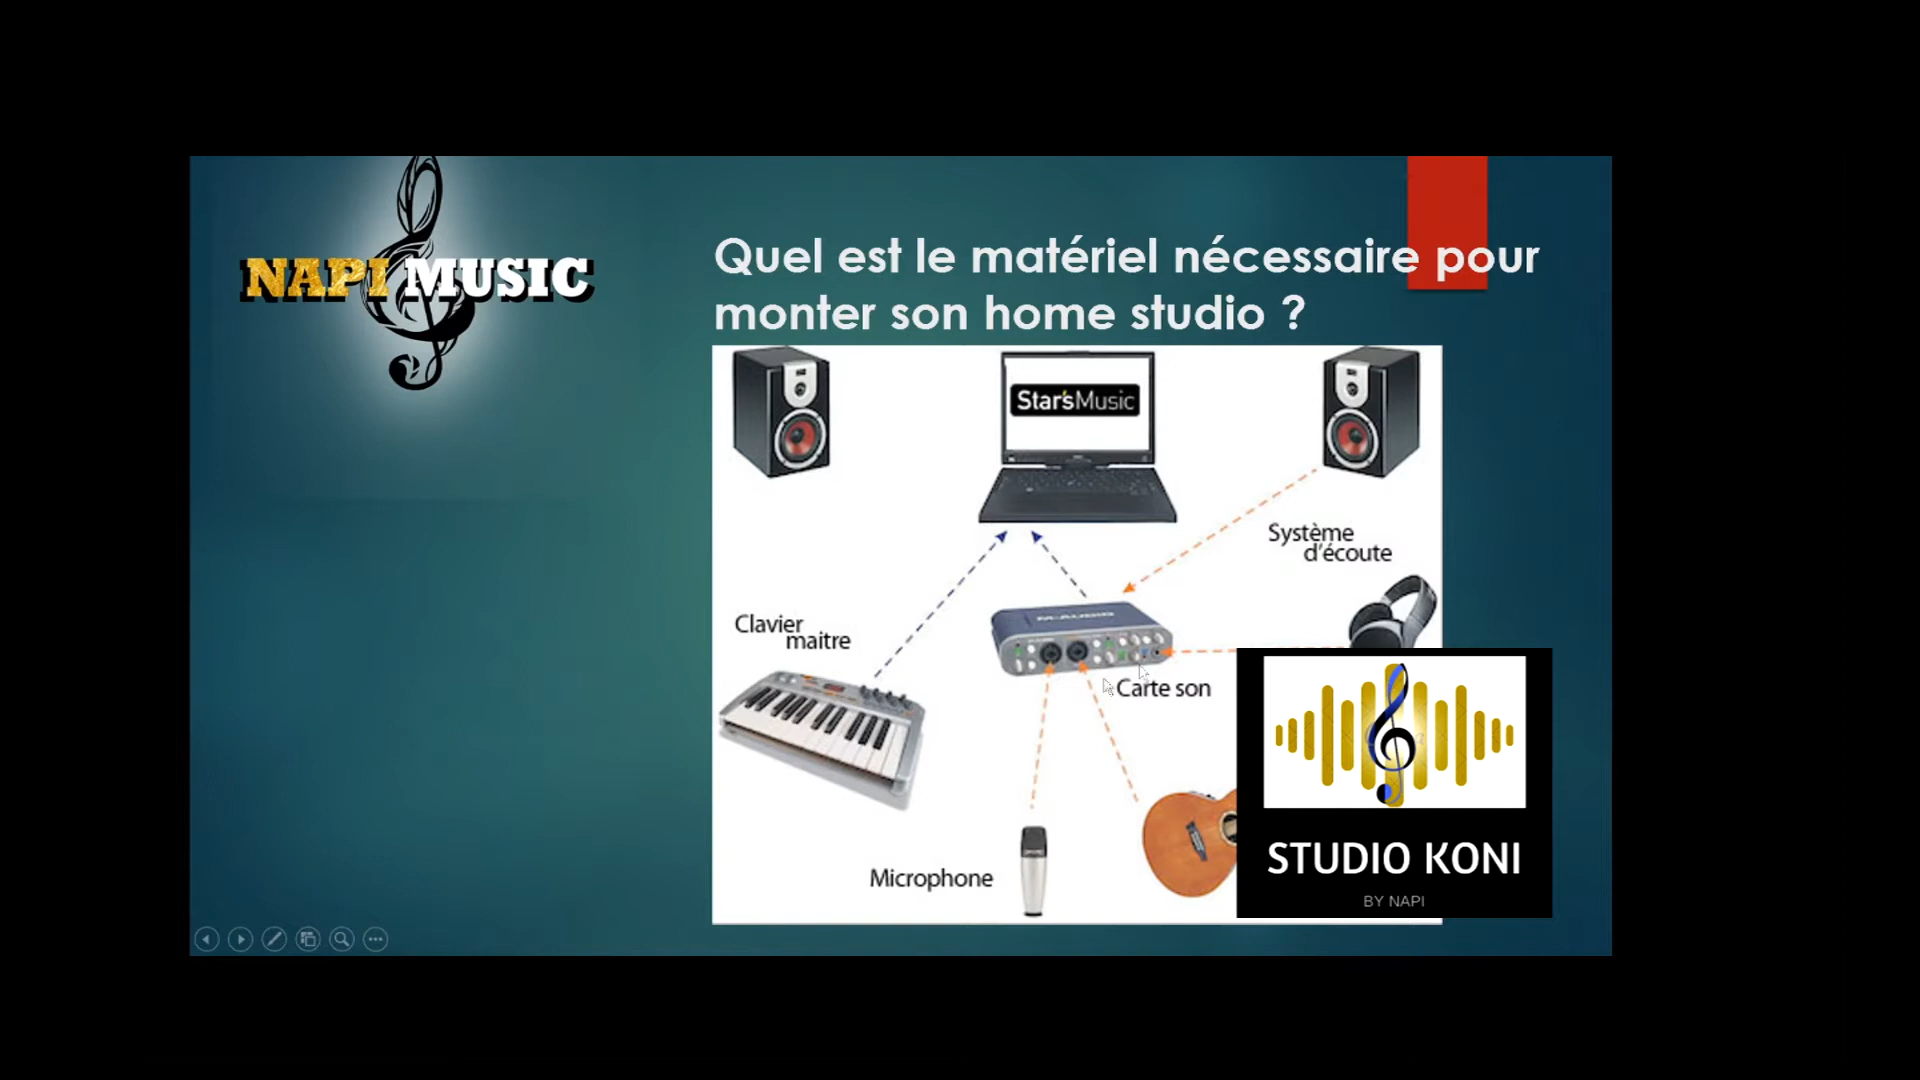 NAPI MUSIC
Quel est le matériel nécessaire pour
monter son home studio ?
Star'sMusic
Système
d'écoute
Clavier
maitre
M-AUDIO
Carte son
Microphone
STUDIO KONI
BY NAPI